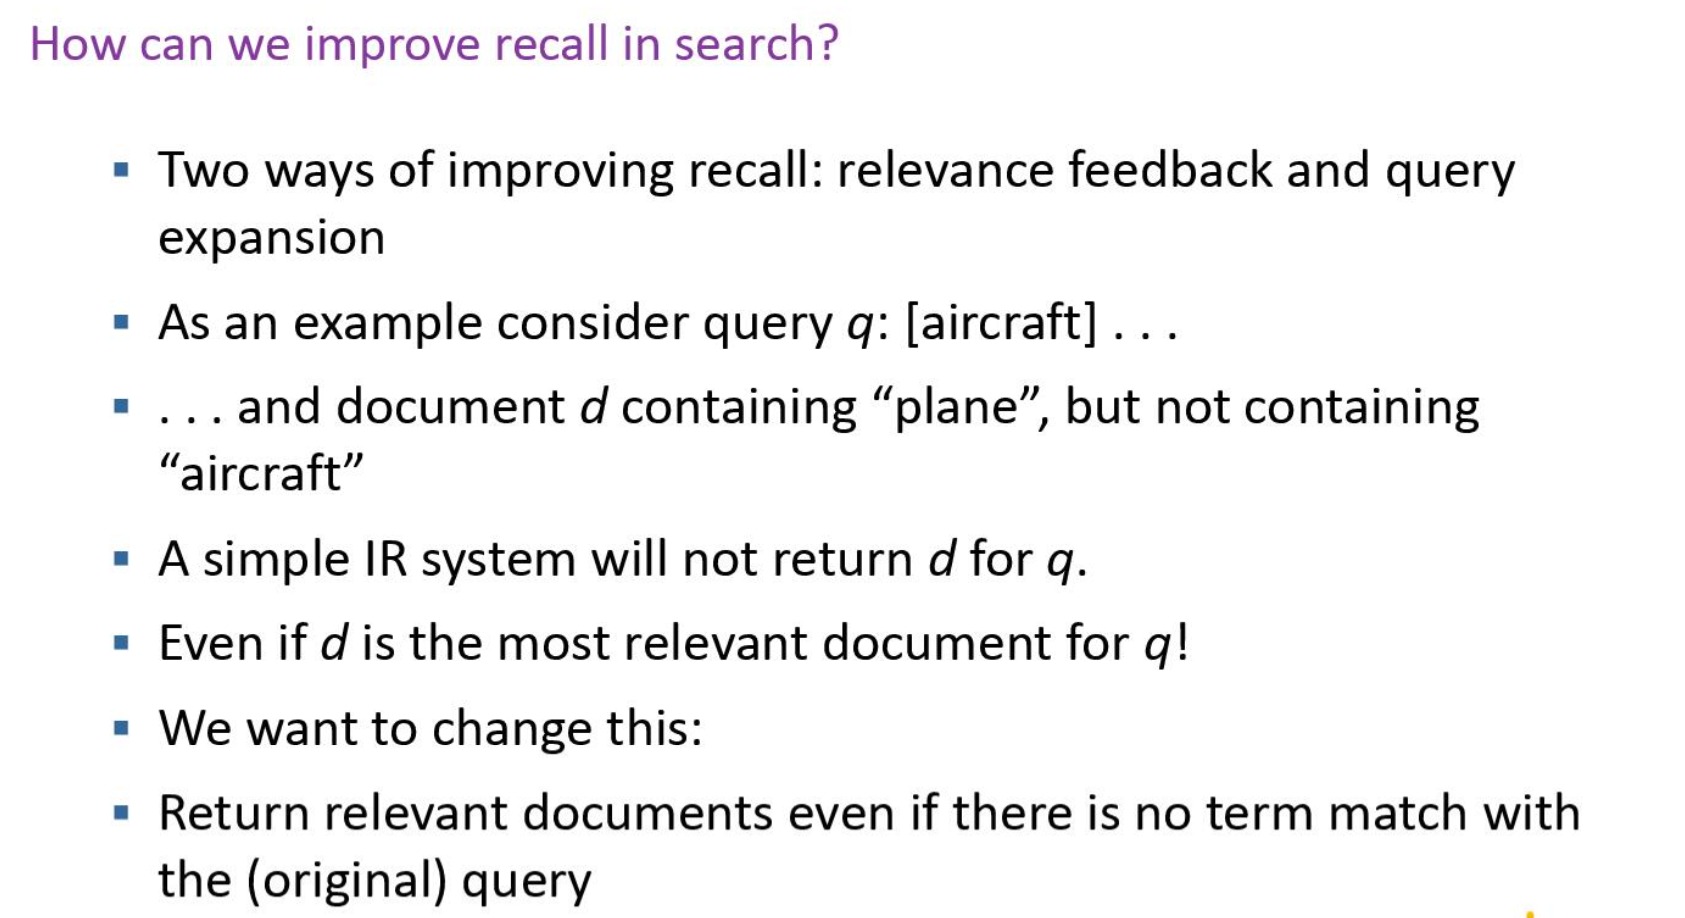 How can we improve recall in search?
▪ Two ways of improving recall: relevance feedback and query
expansion
▪ As an example consider query q: [aircraft] . . .
▪ . . . and document d containing “plane”, but not containing
“aircraft”
▪ A simple IR system will not return d for q.
▪ Even if d is the most relevant document for q!
▪ We want to change this:
▪ Return relevant documents even if there is no term match with
the (original) query